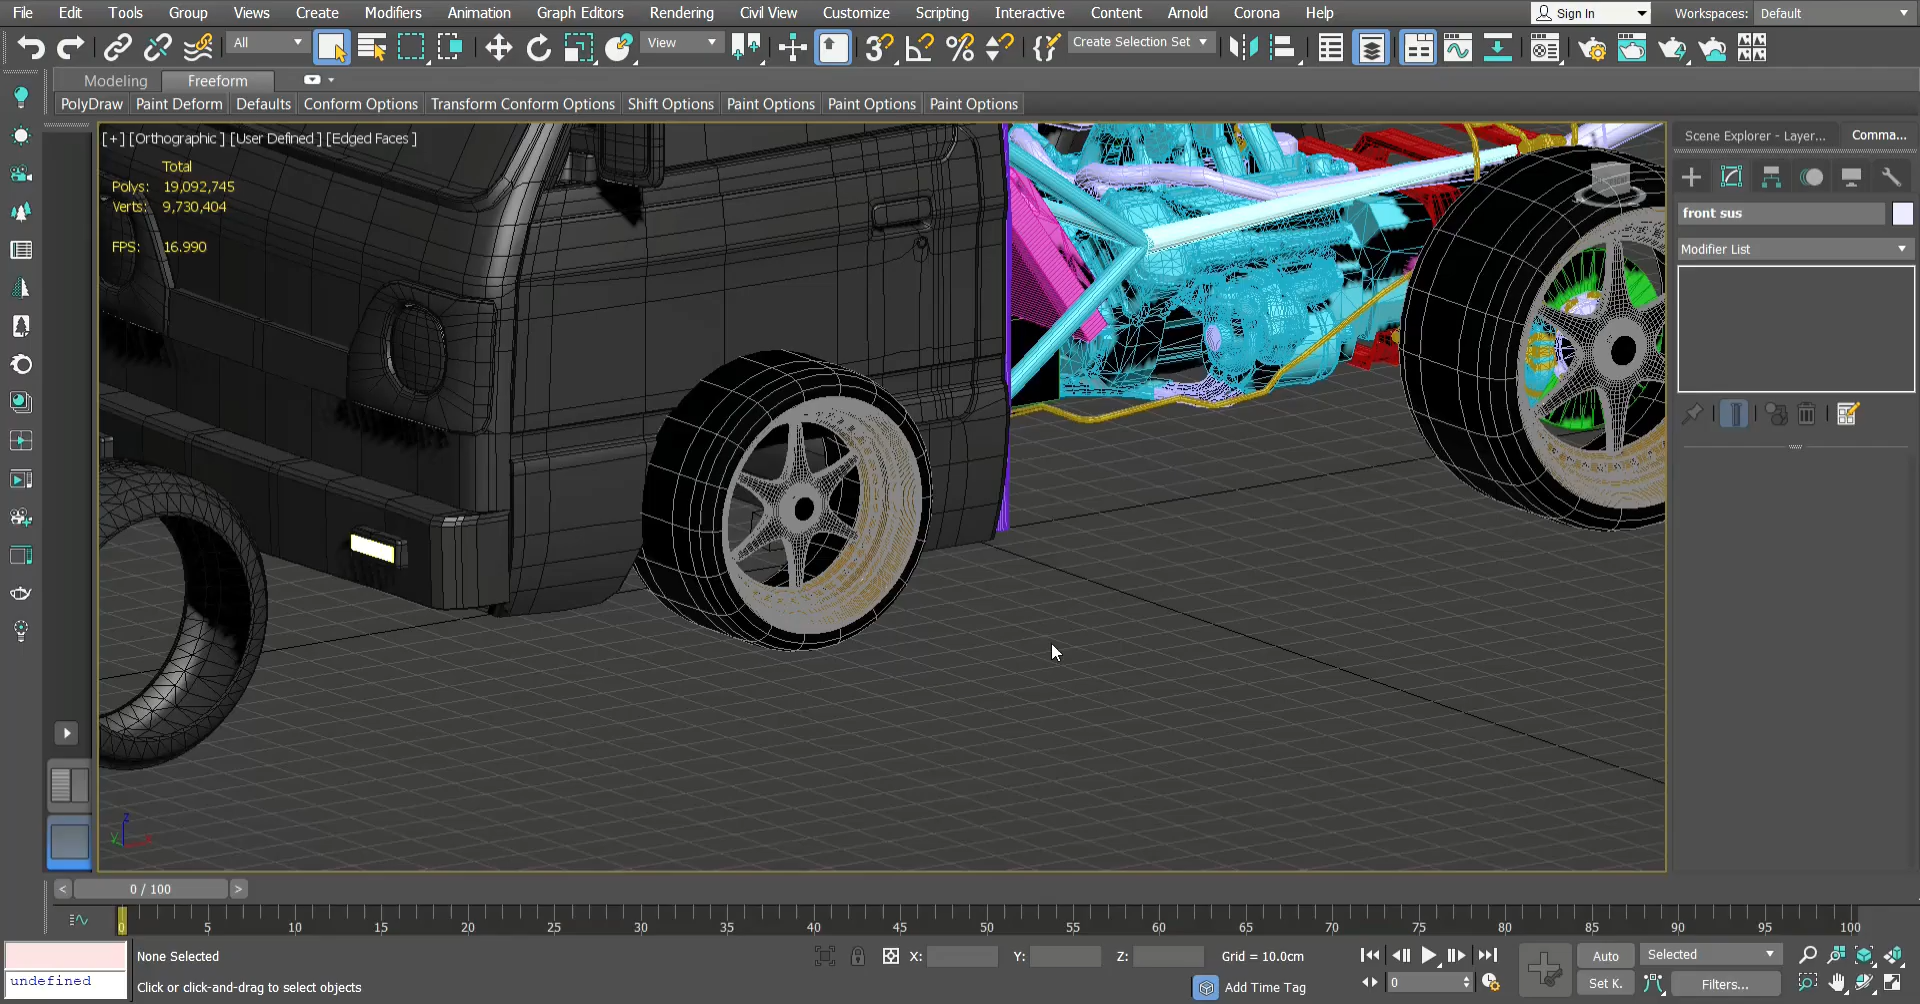 File Edit Tools Group Views Create Modifiers Animation Graph Editors Rendering Civil View Customize Scripting Interactive Content Arnold Corona Help Sign In Workspaces: Default
All View Create Selection Set
Modeling Freeform
PolyDraw Paint Deform Defaults Conform Options Transform Conform Options Shift Options Paint Options Paint Options Paint Options
[+] [Orthographic ] [User Defined ] [Edged Faces ]
Scene Explorer - Layer... Comma...
Total
Polys: 19,092,745
Verts: 9,730,404
FPS: 16.990
front sus
Modifier List
z
y x
< 0 / 100 >
0 5 10 15 20 25 30 35 40 45 50 55 60 65 70 75 80 85 90 95 100
None Selected X: Y: Z: Grid = 10.0cm Auto Selected
undefined Click or click-and-drag to select objects Add Time Tag 0 Set K. Filters...